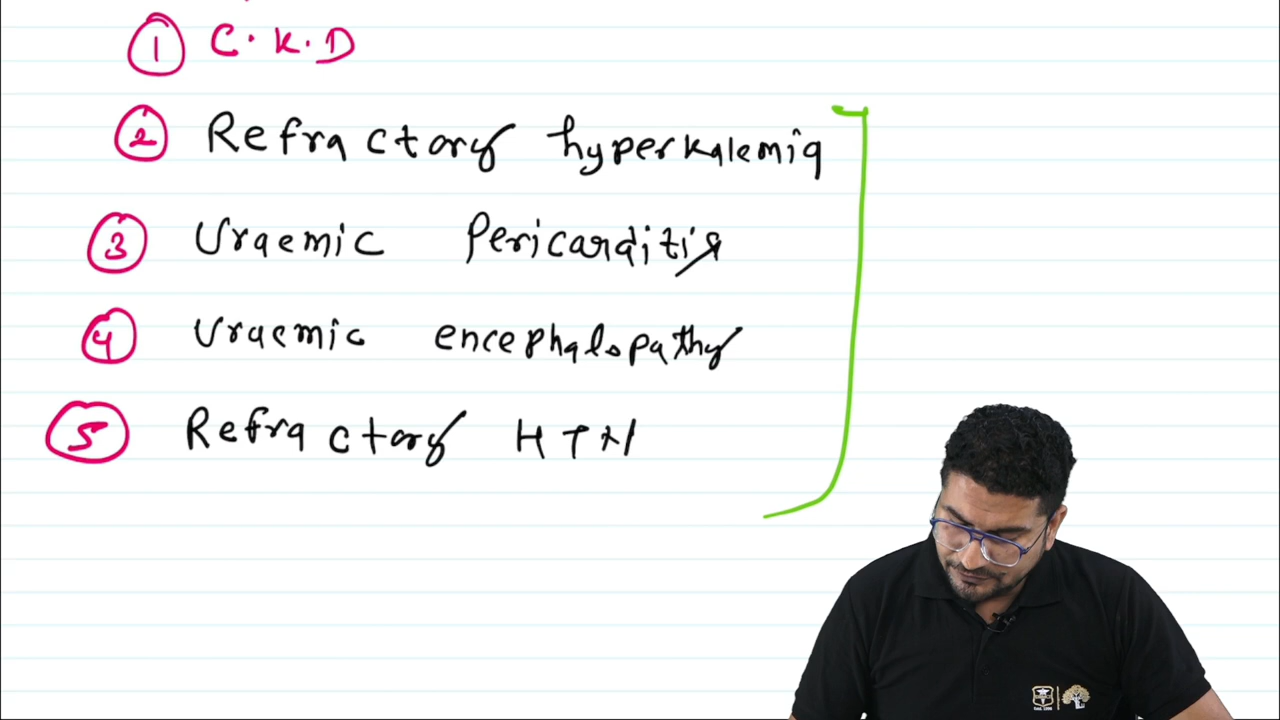 1 C.K.D
2 Refractory hyperkalemia
3 Uraemic Pericarditis
4 Uraemic encephalopathy
5 Refractory HTN